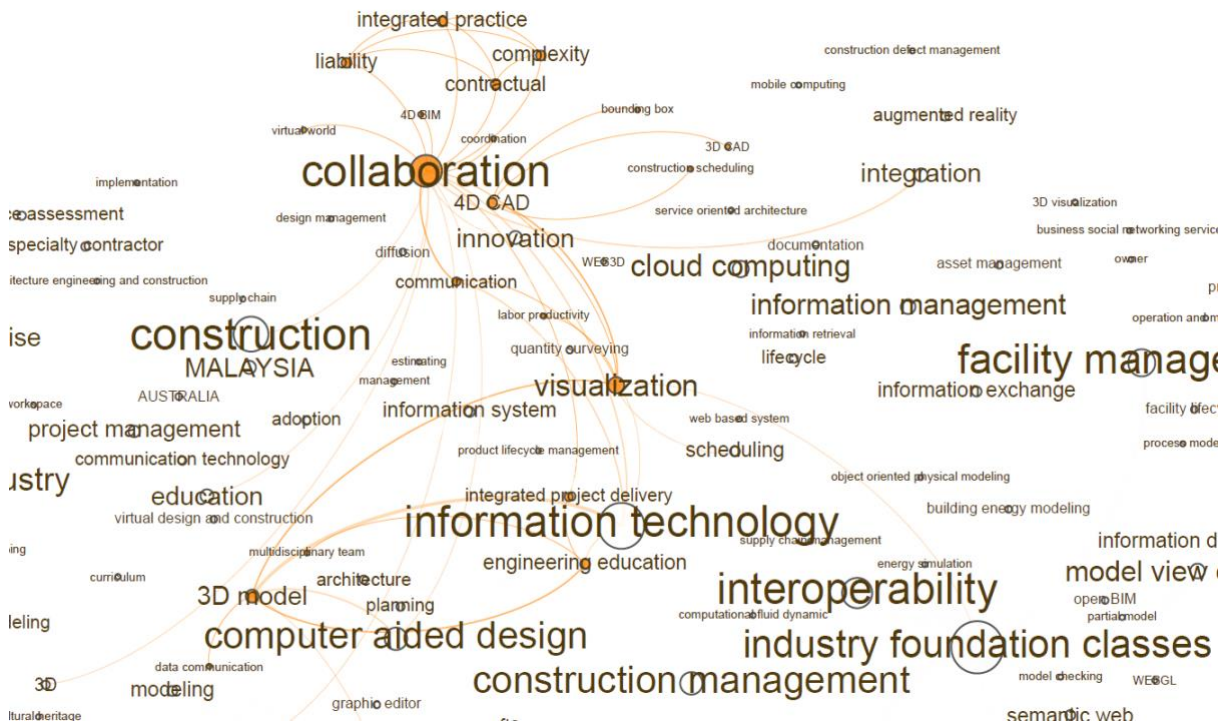 integrated practice
liability
complexity
contractual
construction defect management
mobile computing
4D BIM
bounding box
augmented reality
virtual world
coordination
3D CAD
collaboration
construction scheduling
integration
implementation
4D CAD
3D visualization
service oriented architecture
ce assessment
design management
specialty contractor
innovation
documentation
business social networking service
diffusion
WEB3D
cloud computing
asset management
owner
itecture engineering and construction
communication
supply chain
information management
labor productivity
operation and m
construction
information retrieval
ise
quantity surveying
lifecycle
facility manage
MALAYSIA
estimating
management
visualization
information exchange
AUSTRALIA
workspace
information system
facility lifecy
adoption
web based system
project management
scheduling
process mode
product lifecycle management
communication technology
ustry
object oriented physical modeling
education
integrated project delivery
building energy modeling
virtual design and construction
information technology
supply chain management
information d
multidisciplinary team
engineering education
energy simulation
curriculum
architecture
model view
3D model
planning
interoperability
open BIM
computational fluid dynamic
partial model
eling
computer aided design
industry foundation classes
data communication
3D
modeling
construction management
model checking
WEBGL
graphic editor
tural heritage
semantic web